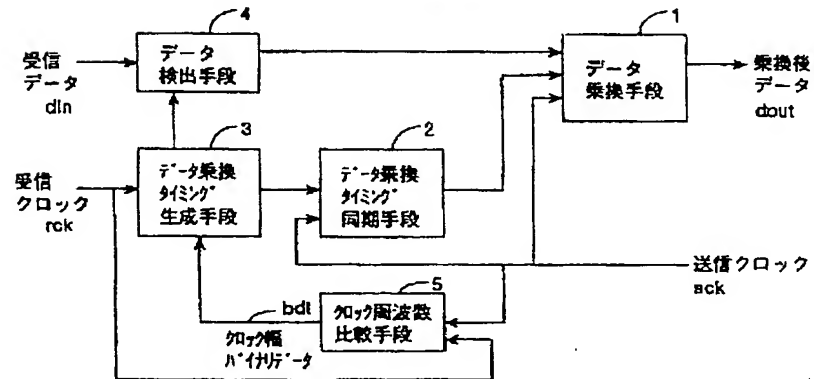 4
データ
検出手段
受信
データ
din
1
データ
乗換手段
乗換後
データ
dout
3
データ乗換
タイミング
生成手段
2
データ乗換
タイミング
同期手段
受信
クロック
rck
送信クロック
sck
5
クロック周波数
比較手段
bdt
クロック幅
バイナリデータ